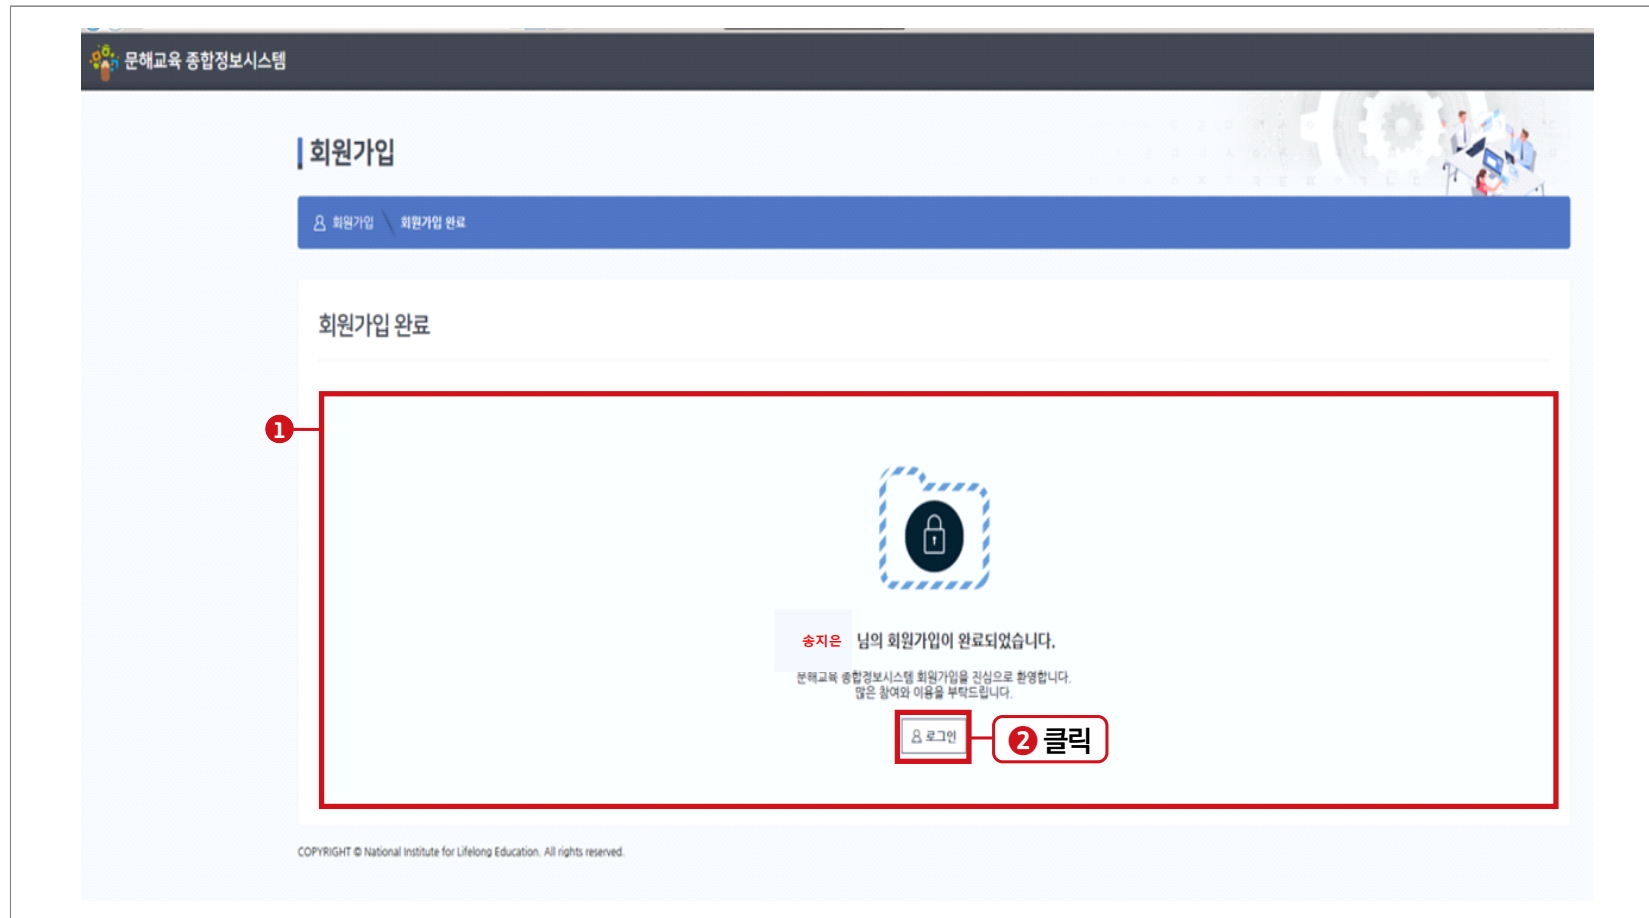 문해교육 종합정보시스템
회원가입
회원가입 회원가입 완료
회원가입 완료
1
송지은 님의 회원가입이 완료되었습니다.
문해교육 종합정보시스템 회원가입을 진심으로 환영합니다.
많은 참여와 이용을 부탁드립니다.
로그인 2 클릭
COPYRIGHT © National Institute for Lifelong Education. All rights reserved.